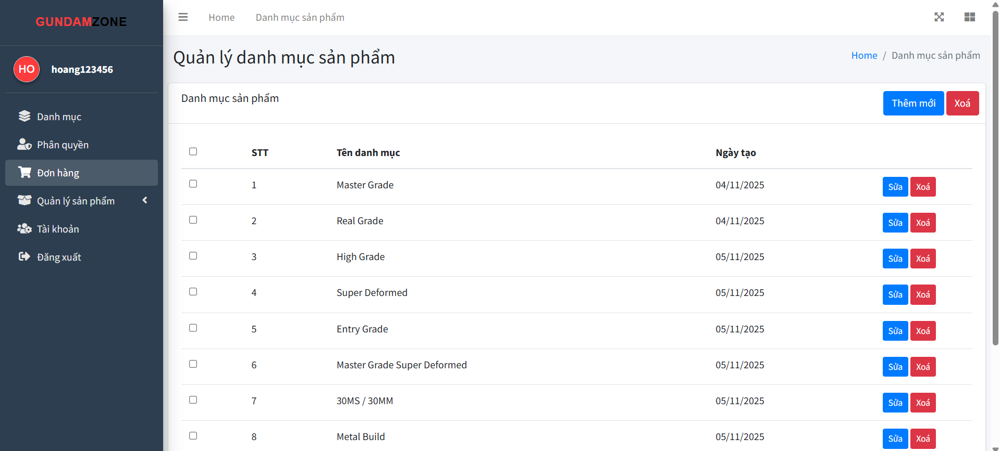 GUNDAMZONE
HO hoang123456
Danh mục
Phân quyền
Đơn hàng
Quản lý sản phẩm
Tài khoản
Đăng xuất
Home Danh mục sản phẩm
Quản lý danh mục sản phẩm
Home / Danh mục sản phẩm
Danh mục sản phẩm Thêm mới Xoá
STT Tên danh mục Ngày tạo
1 Master Grade 04/11/2025 Sửa Xoá
2 Real Grade 04/11/2025 Sửa Xoá
3 High Grade 05/11/2025 Sửa Xoá
4 Super Deformed 05/11/2025 Sửa Xoá
5 Entry Grade 05/11/2025 Sửa Xoá
6 Master Grade Super Deformed 05/11/2025 Sửa Xoá
7 30MS / 30MM 05/11/2025 Sửa Xoá
8 Metal Build 05/11/2025 Sửa Xoá